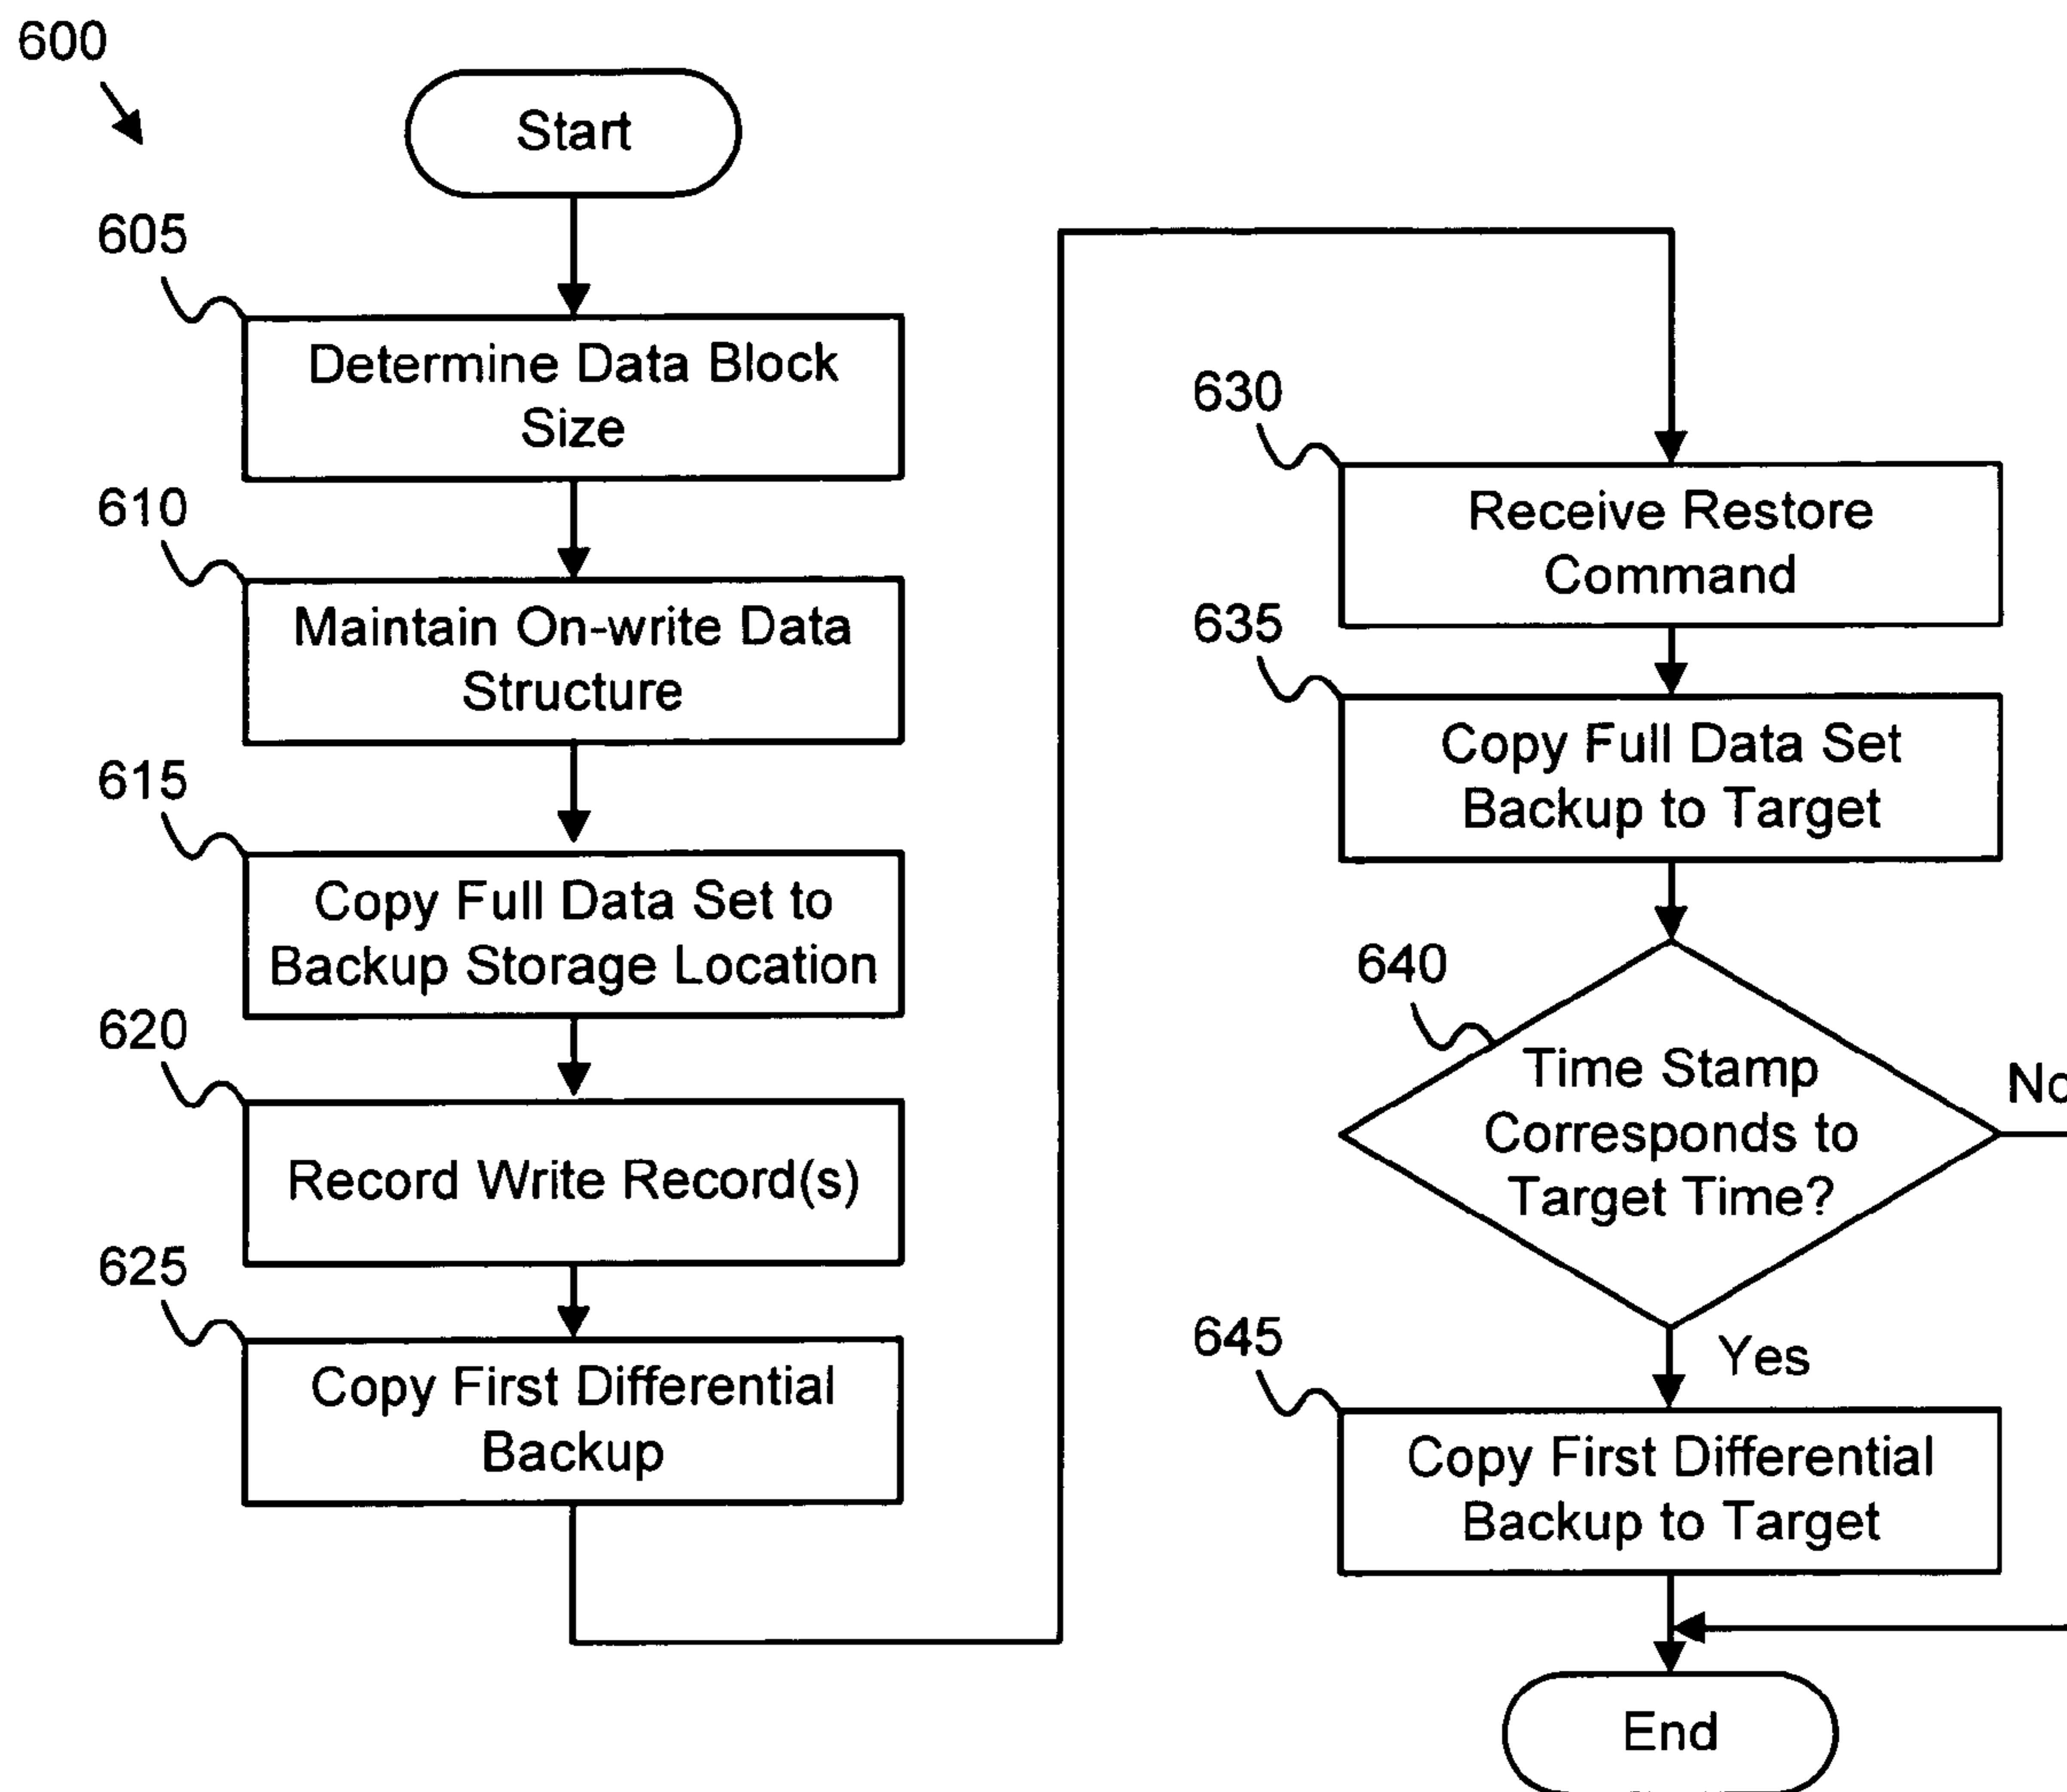 600
Start
605
Determine Data Block
Size
610
Maintain On-write Data
Structure
615
Copy Full Data Set to
Backup Storage Location
620
Record Write Record(s)
625
Copy First Differential
Backup
630
Receive Restore
Command
635
Copy Full Data Set
Backup to Target
640
Time Stamp
Corresponds to
Target Time?
No
Yes
645
Copy First Differential
Backup to Target
End